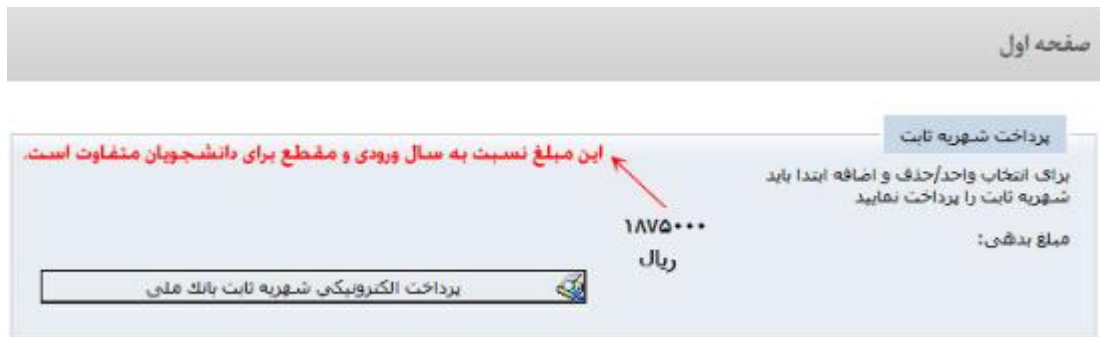 صفحه اول
پرداخت شهریه ثابت
این مبلغ نسبت به سال ورودی و مقطع برای دانشجویان متفاوت است.
برای انتخاب واحد/حذف و اضافه ابتدا باید
شهریه ثابت را پرداخت نمایید
مبلغ بدهی:
۱۸۷۵۰۰۰
ریال
پرداخت الکترونیکی شهریه ثابت بانک ملی